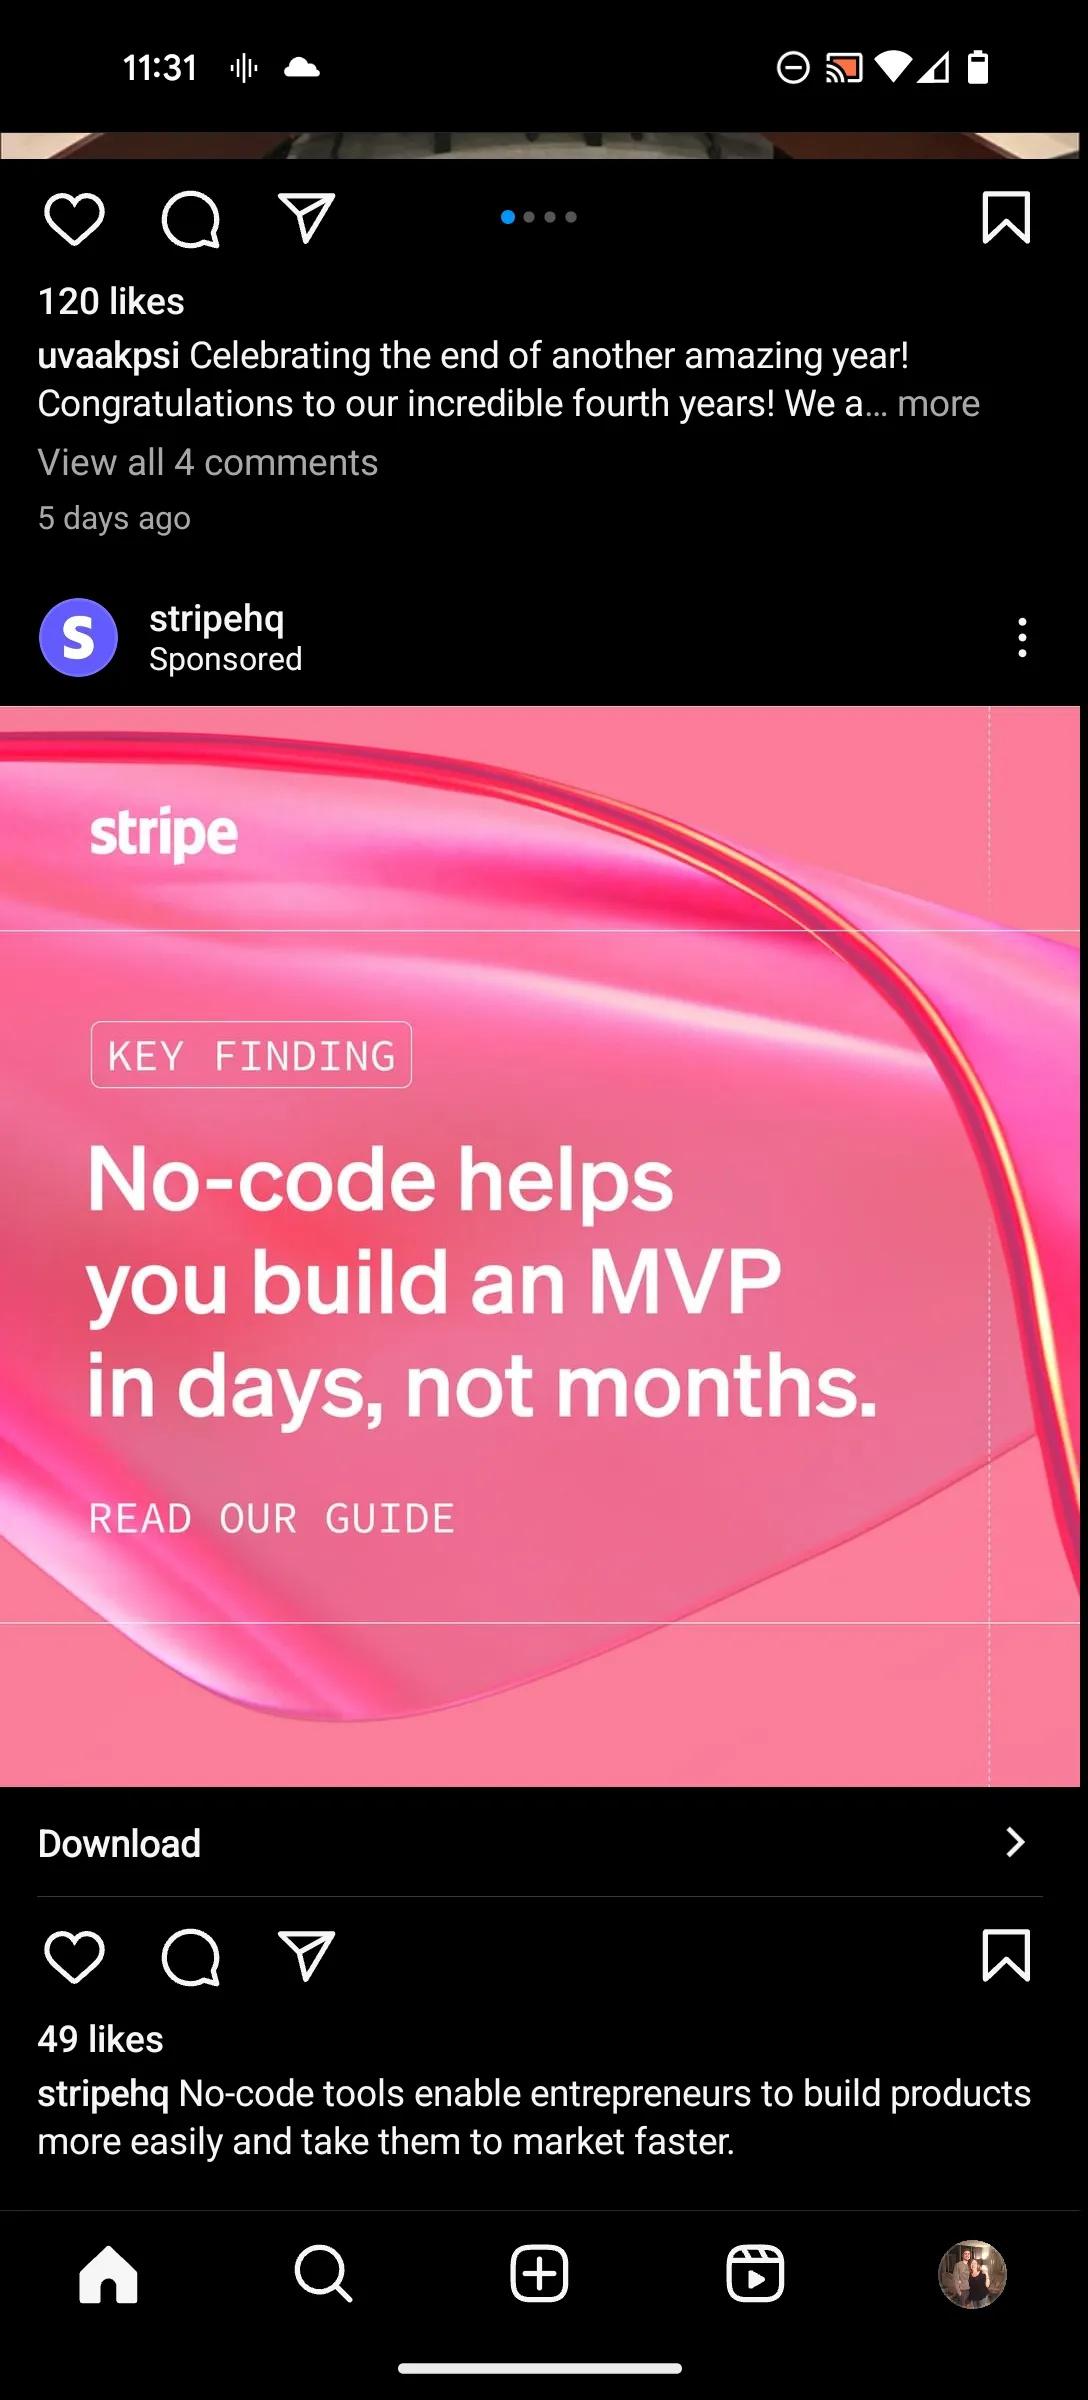 11:31
120 likes
uvaakpsi Celebrating the end of another amazing year!
Congratulations to our incredible fourth years! We a... more
View all 4 comments
5 days ago
S
stripehq
Sponsored
stripe
KEY FINDING
No-code helps
you build an MVP
in days, not months.
READ OUR GUIDE
Download
49 likes
stripehq No-code tools enable entrepreneurs to build products
more easily and take them to market faster.